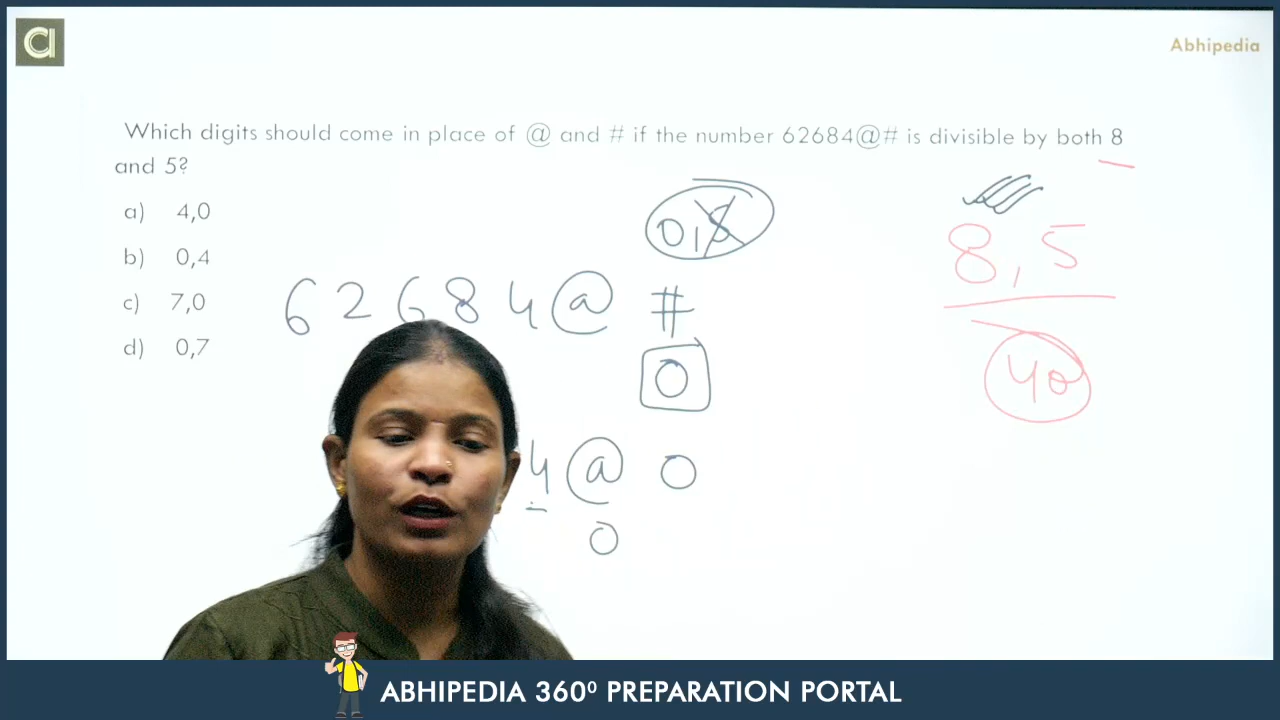 Abhipedia
Which digits should come in place of @ and # if the number 62684@# is divisible by both 8
and 5?
a) 4,0
b) 0,4
c) 7,0
d) 0,7
0,
8, 5
6 2 6 8 4 @ #
0
40
4 @ 0
0
ABHIPEDIA 360⁰ PREPARATION PORTAL